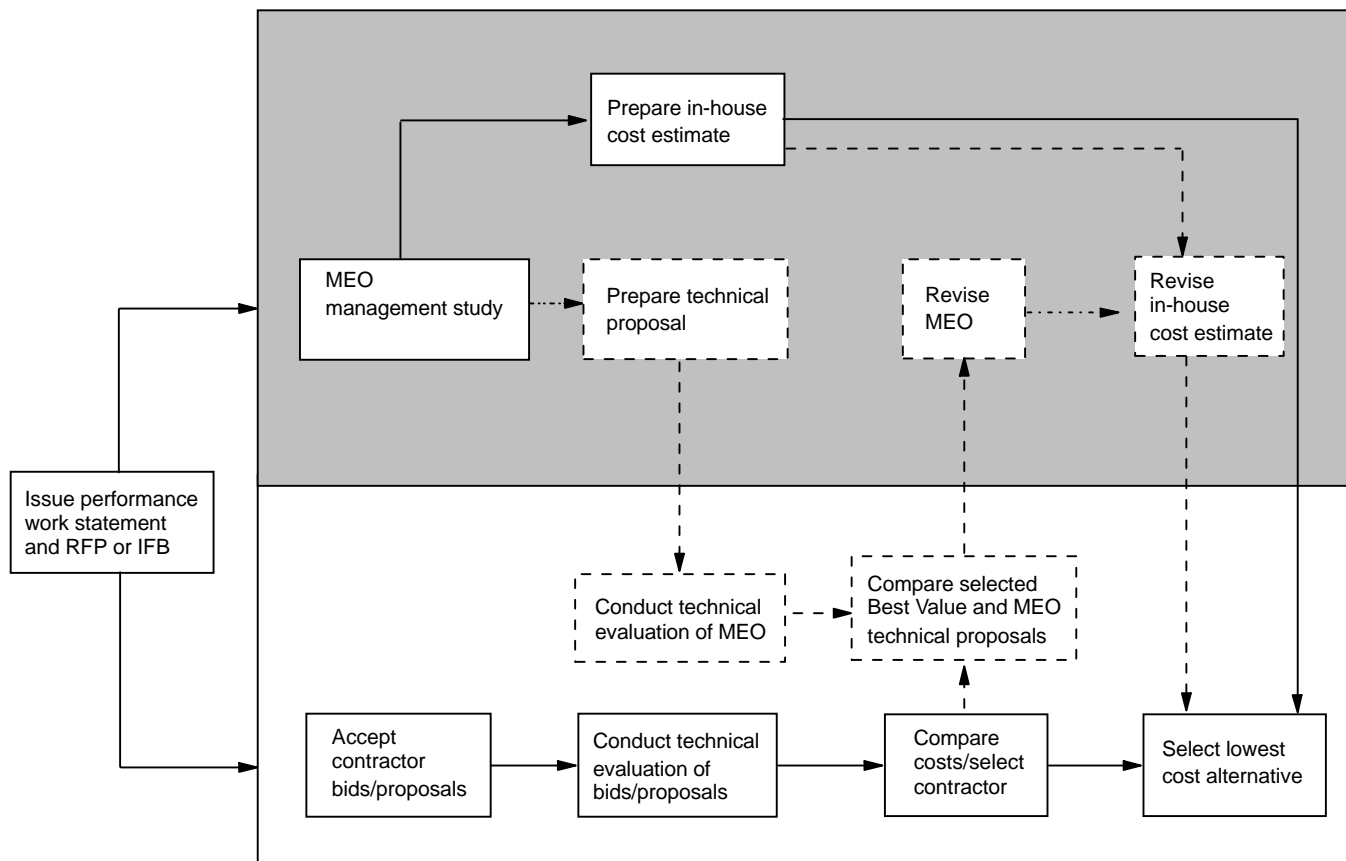 Prepare in-house
cost estimate
MEO
management study
Prepare technical
proposal
Revise
MEO
Revise
in-house
cost estimate
Issue performance
work statement
and RFP or IFB
Conduct technical
evaluation of MEO
Compare selected
Best Value and MEO
technical proposals
Accept
contractor
bids/proposals
Conduct technical
evaluation of
bids/proposals
Compare
costs/select
contractor
Select lowest
cost alternative